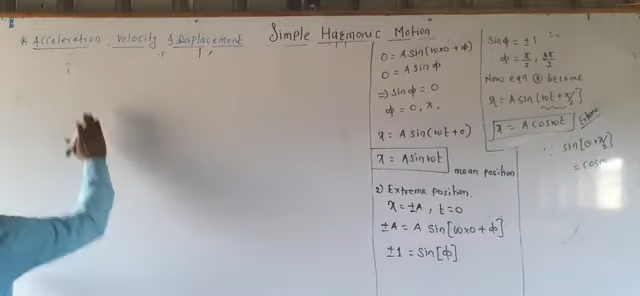 Simple Harmonic Motion
* Acceleration, Velocity & displacement
0 = A sin(ω×0 + ϕ)
0 = A sin ϕ
⇒ sin ϕ = 0
ϕ = 0, π,
x = A sin(ωt + 0)
x = A sin ωt
mean position
2) Extreme position.
x = ±A, t = 0
±A = A sin[ω×0 + ϕ]
±1 = sin[ϕ]
sin ϕ = ±1
ϕ = π/2, 3π/2
Now eqn ⊗ become
x = A sin(ωt + π/2)
x = A cos ωt
∵ sin[θ + π/2]
= cos